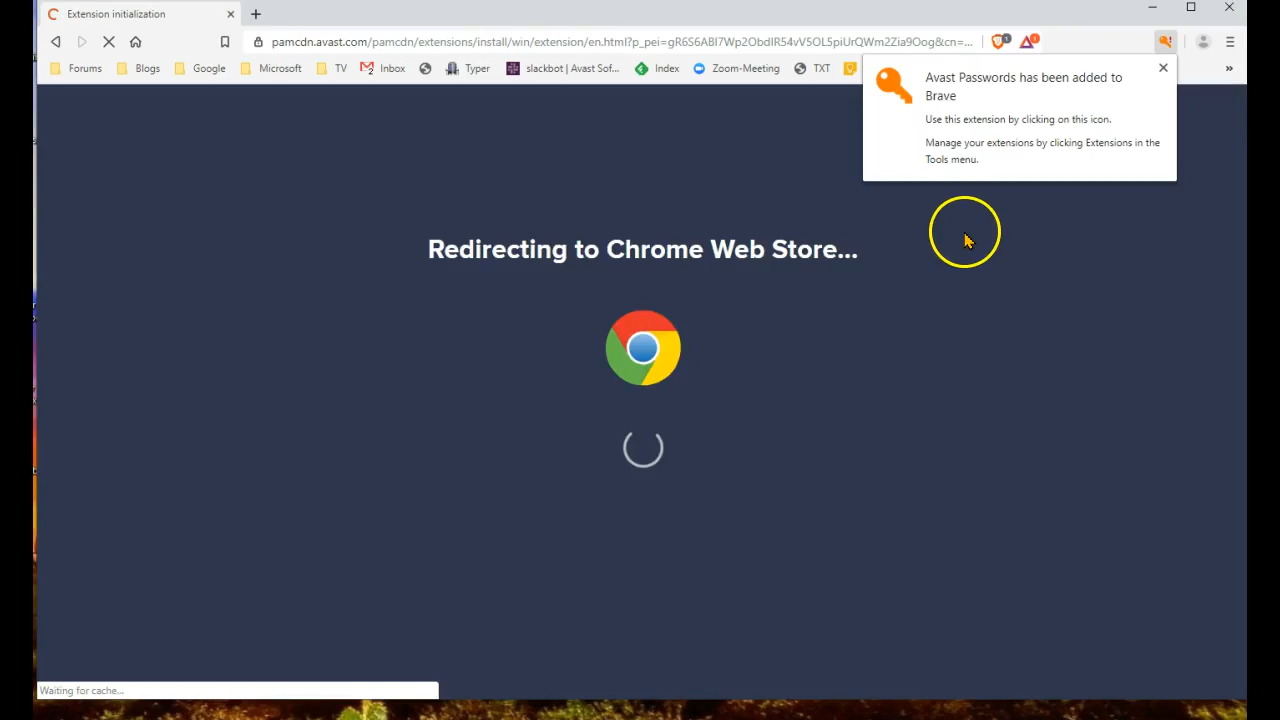 Extension initialization
pamcdn.avast.com/pamcdn/extensions/install/win/extension/en.html?p_pei=gR6S6ABI7Wp2ObdIR54vV5OL5piUrQWm2Zia9Oog&cn=...
1
Forums Blogs Google Microsoft TV Inbox Typer slackbot | Avast Sof... Index Zoom-Meeting TXT »
Avast Passwords has been added to
Brave
Use this extension by clicking on this icon.
Manage your extensions by clicking Extensions in the
Tools menu.
Redirecting to Chrome Web Store...
Waiting for cache...